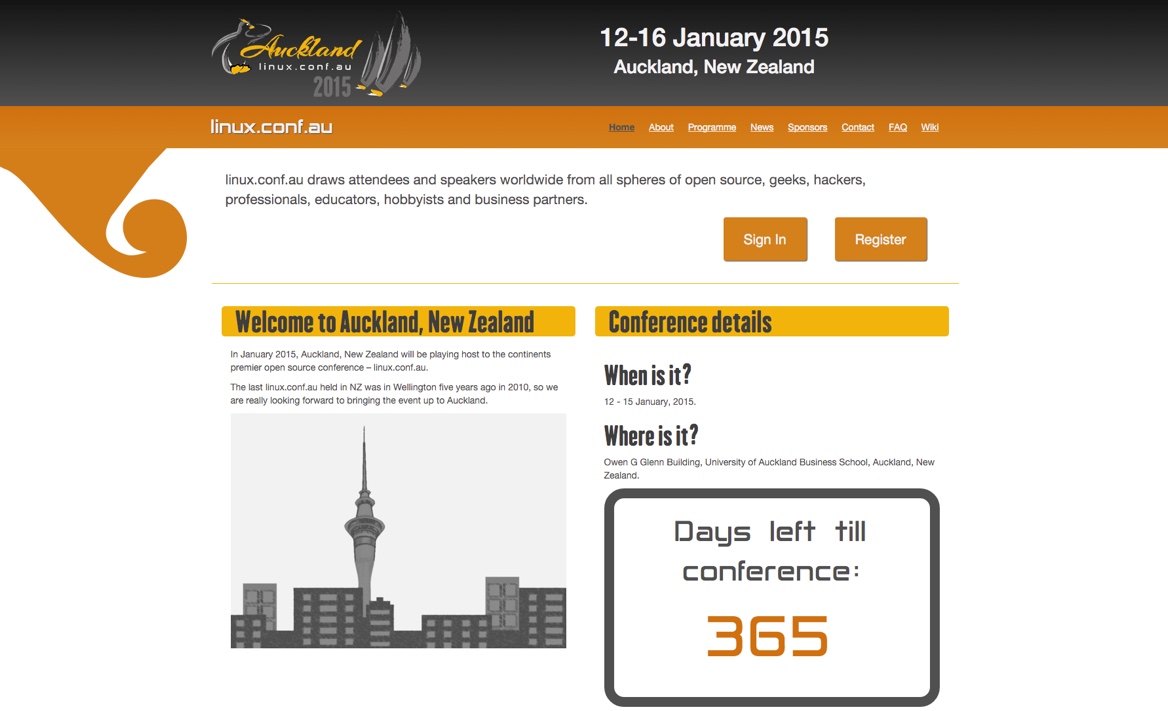 Auckland
linux.conf.au
2015
12-16 January 2015
Auckland, New Zealand
linux.conf.au
Home About Programme News Sponsors Contact FAQ Wiki
linux.conf.au draws attendees and speakers worldwide from all spheres of open source, geeks, hackers,
professionals, educators, hobbyists and business partners.
Sign In Register
Welcome to Auckland, New Zealand
In January 2015, Auckland, New Zealand will be playing host to the continents
premier open source conference – linux.conf.au.
The last linux.conf.au held in NZ was in Wellington five years ago in 2010, so we
are really looking forward to bringing the event up to Auckland.
Conference details
When is it?
12 - 15 January, 2015.
Where is it?
Owen G Glenn Building, University of Auckland Business School, Auckland, New
Zealand.
Days left till
conference:
365